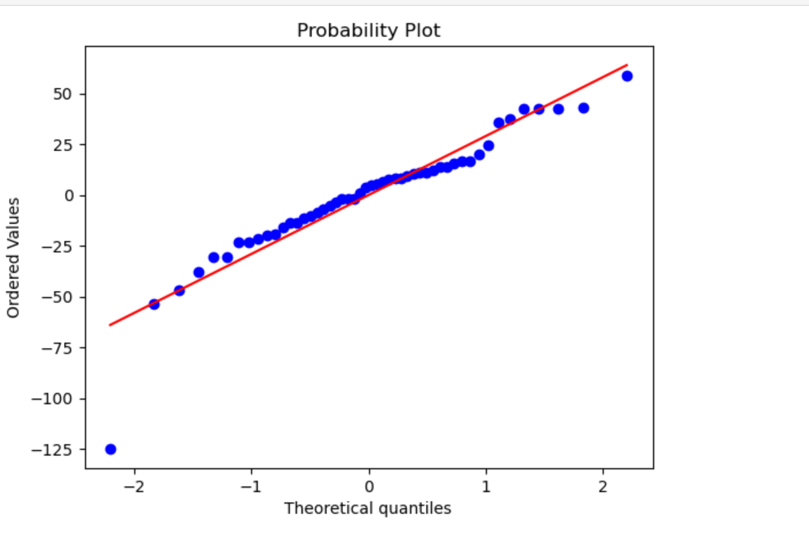 Probability Plot
50
25
0
−25
−50
−75
−100
−125
Ordered Values
−2 −1 0 1 2
Theoretical quantiles